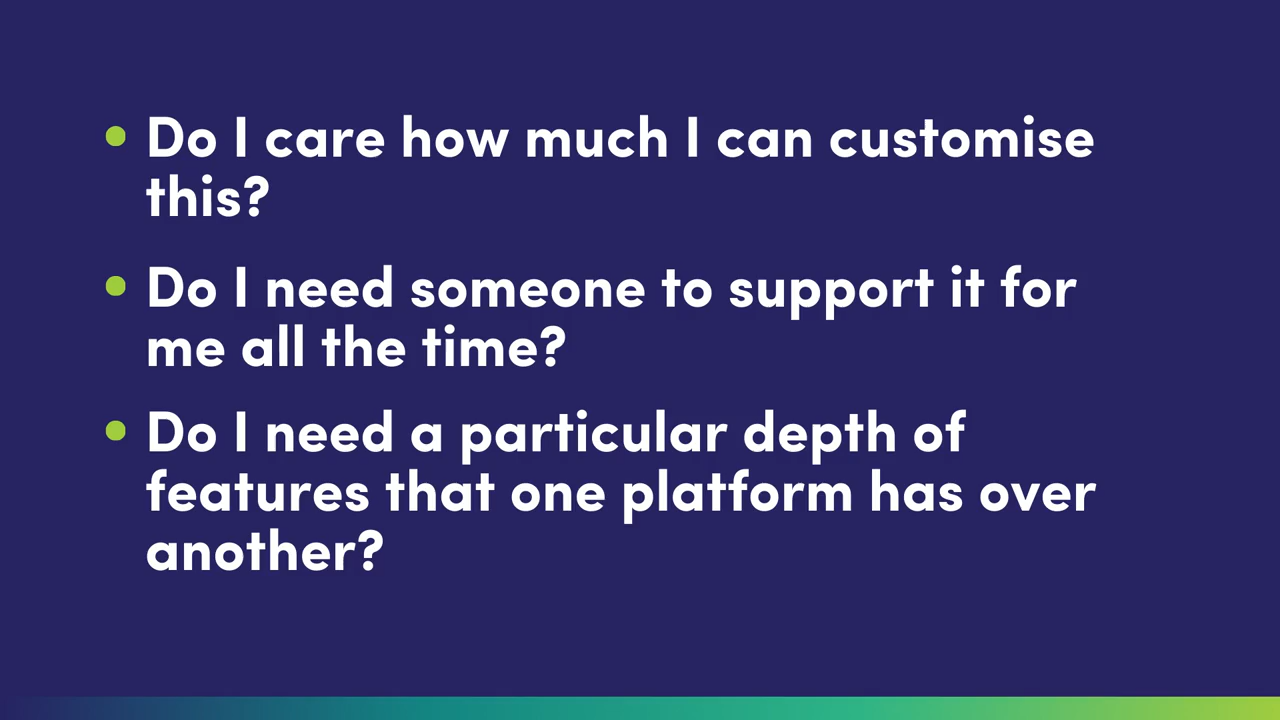 • Do I care how much I can customise
this?
• Do I need someone to support it for
me all the time?
• Do I need a particular depth of
features that one platform has over
another?